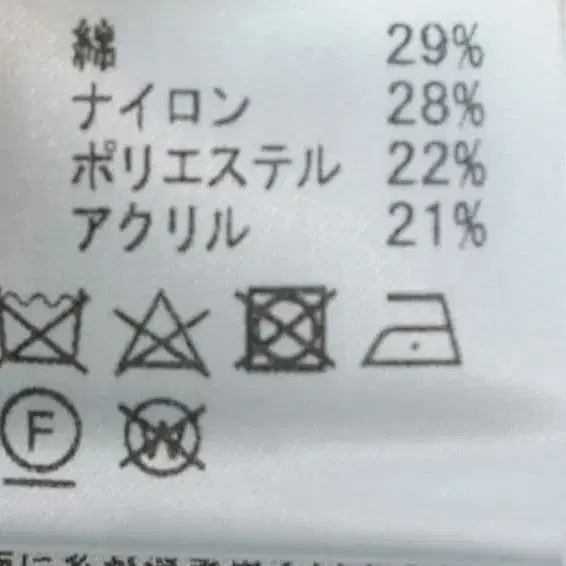 綿 29%
ナイロン 28%
ポリエステル 22%
アクリル 21%
F W